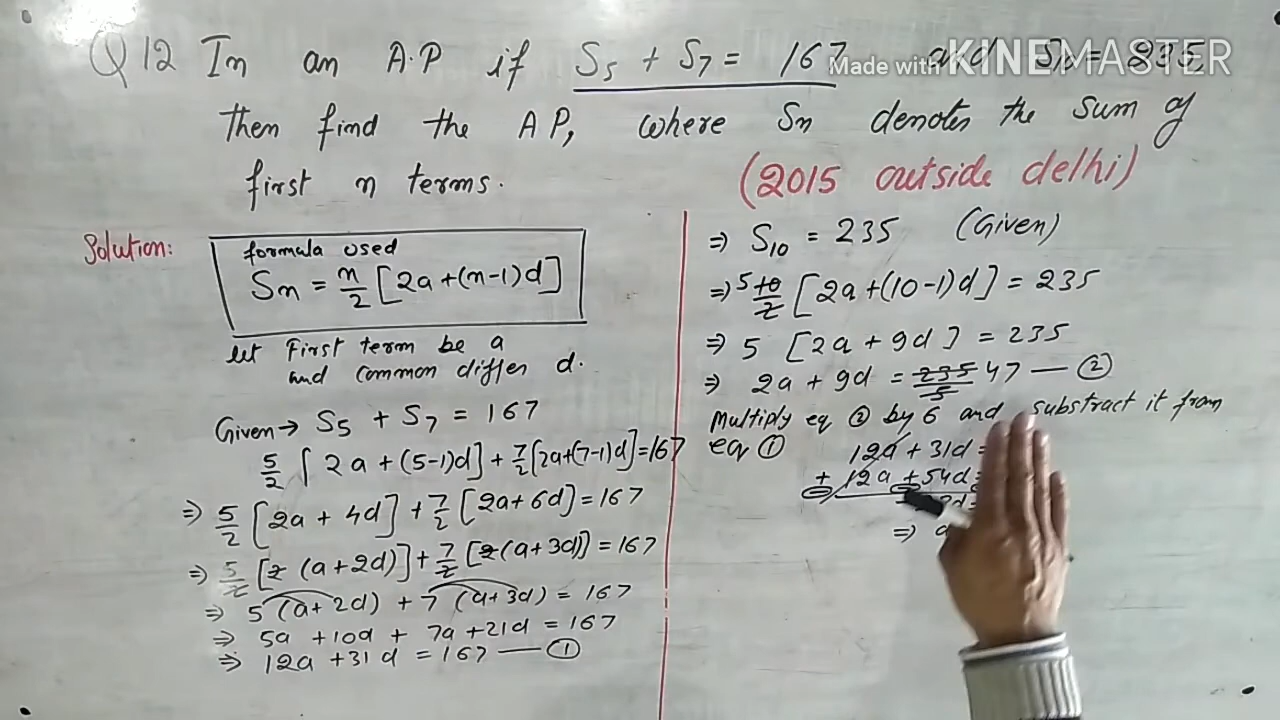 Q12 In an A.P if S₅ + S₇ = 167 and S₁₀ = 235,
Made with KINEMASTER
then find the AP, where Sn denotes the sum of
first n terms.
(2015 outside delhi)
Solution:
formula used
Sn = n/2 [2a+(n-1)d]
let First term be a
and common differ d.
Given→ S₅ + S₇ = 167
5/2 [2a+(5-1)d] + 7/2[2a+(7-1)d]=167
⇒ 5/2 [2a + 4d] + 7/2 [2a+6d]=167
⇒ 5/2 [2 (a+2d)] + 7/2 [2(a+3d)] = 167
⇒ 5 (a+2d) + 7 (a+3d) = 167
⇒ 5a +10d + 7a+21d = 167
⇒ 12a +31d = 167 — ①
⇒ S₁₀ = 235 (Given)
⇒ 5 10/2 [2a+(10-1)d] = 235
⇒ 5 [2a+9d] = 235
⇒ 2a + 9d = 235/5 47 — ②
Multiply eq ② by 6 and substract it from
eq ①
12a + 31d =
+ 12a + 54d =
⇒